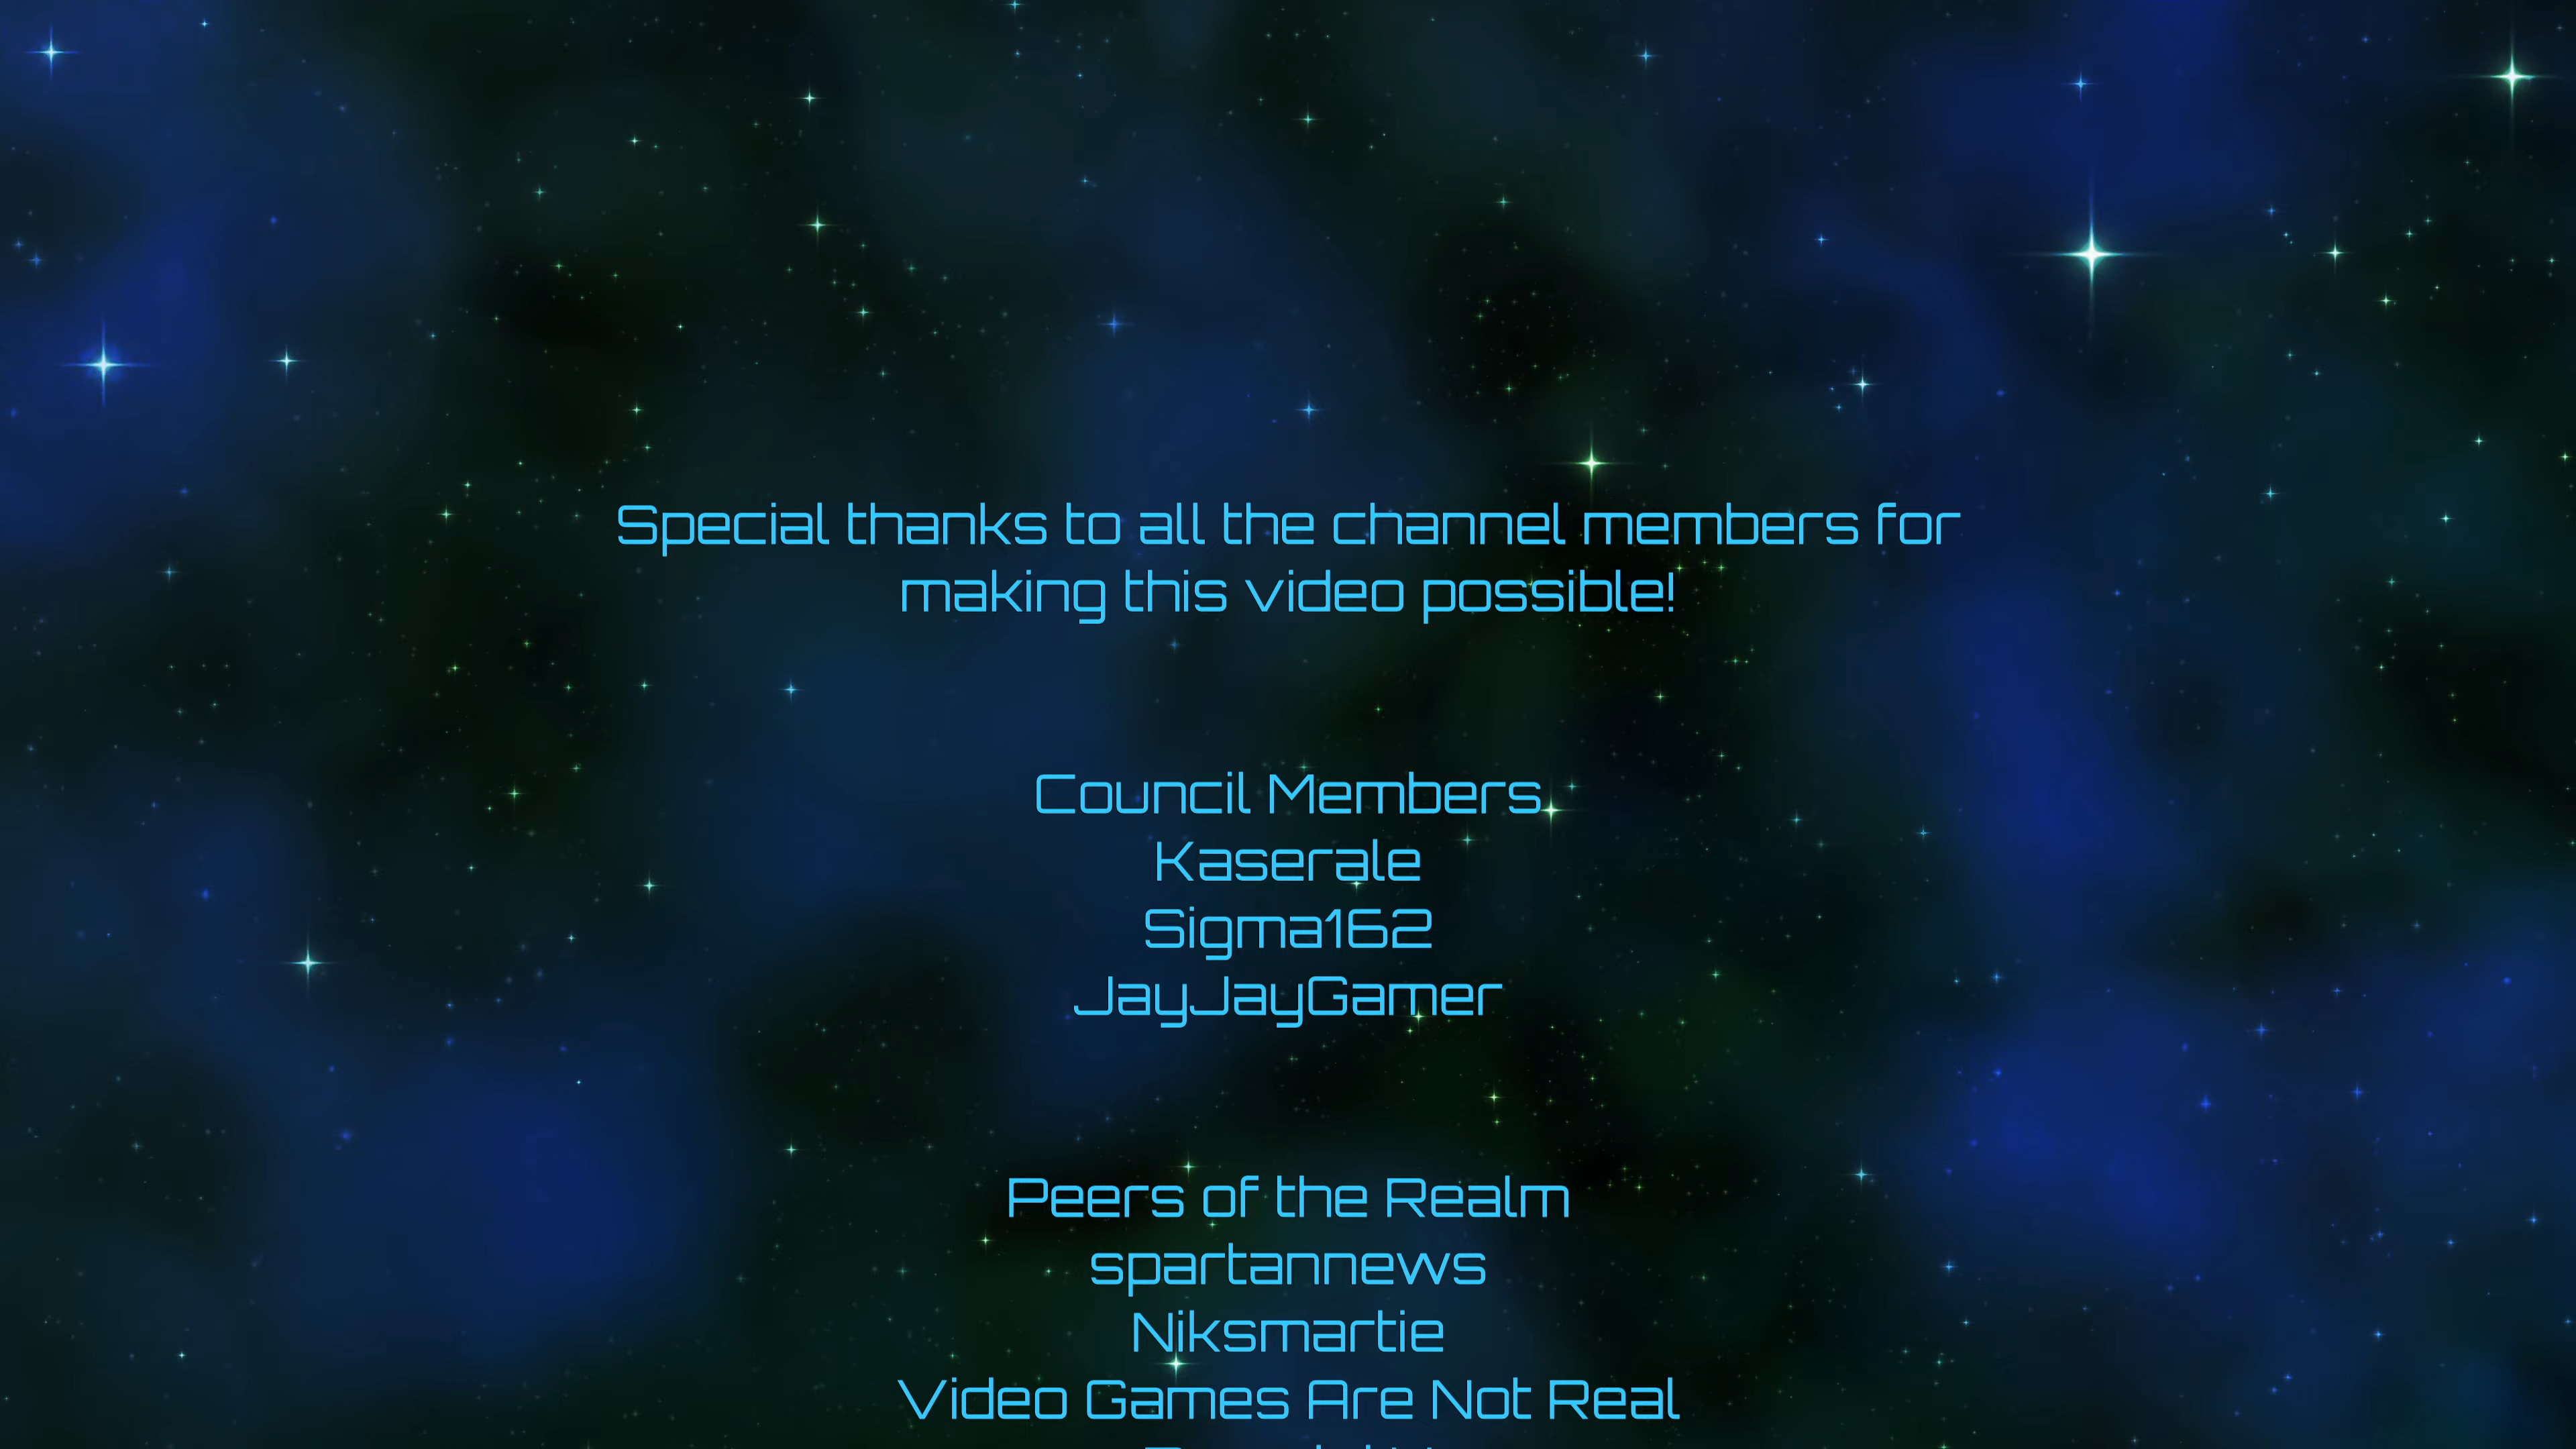 Special thanks to all the channel members for
making this video possible!
Council Members
Kaserale
Sigma162
JayJayGamer
Peers of the Realm
spartannews
Niksmartie
Video Games Are Not Real